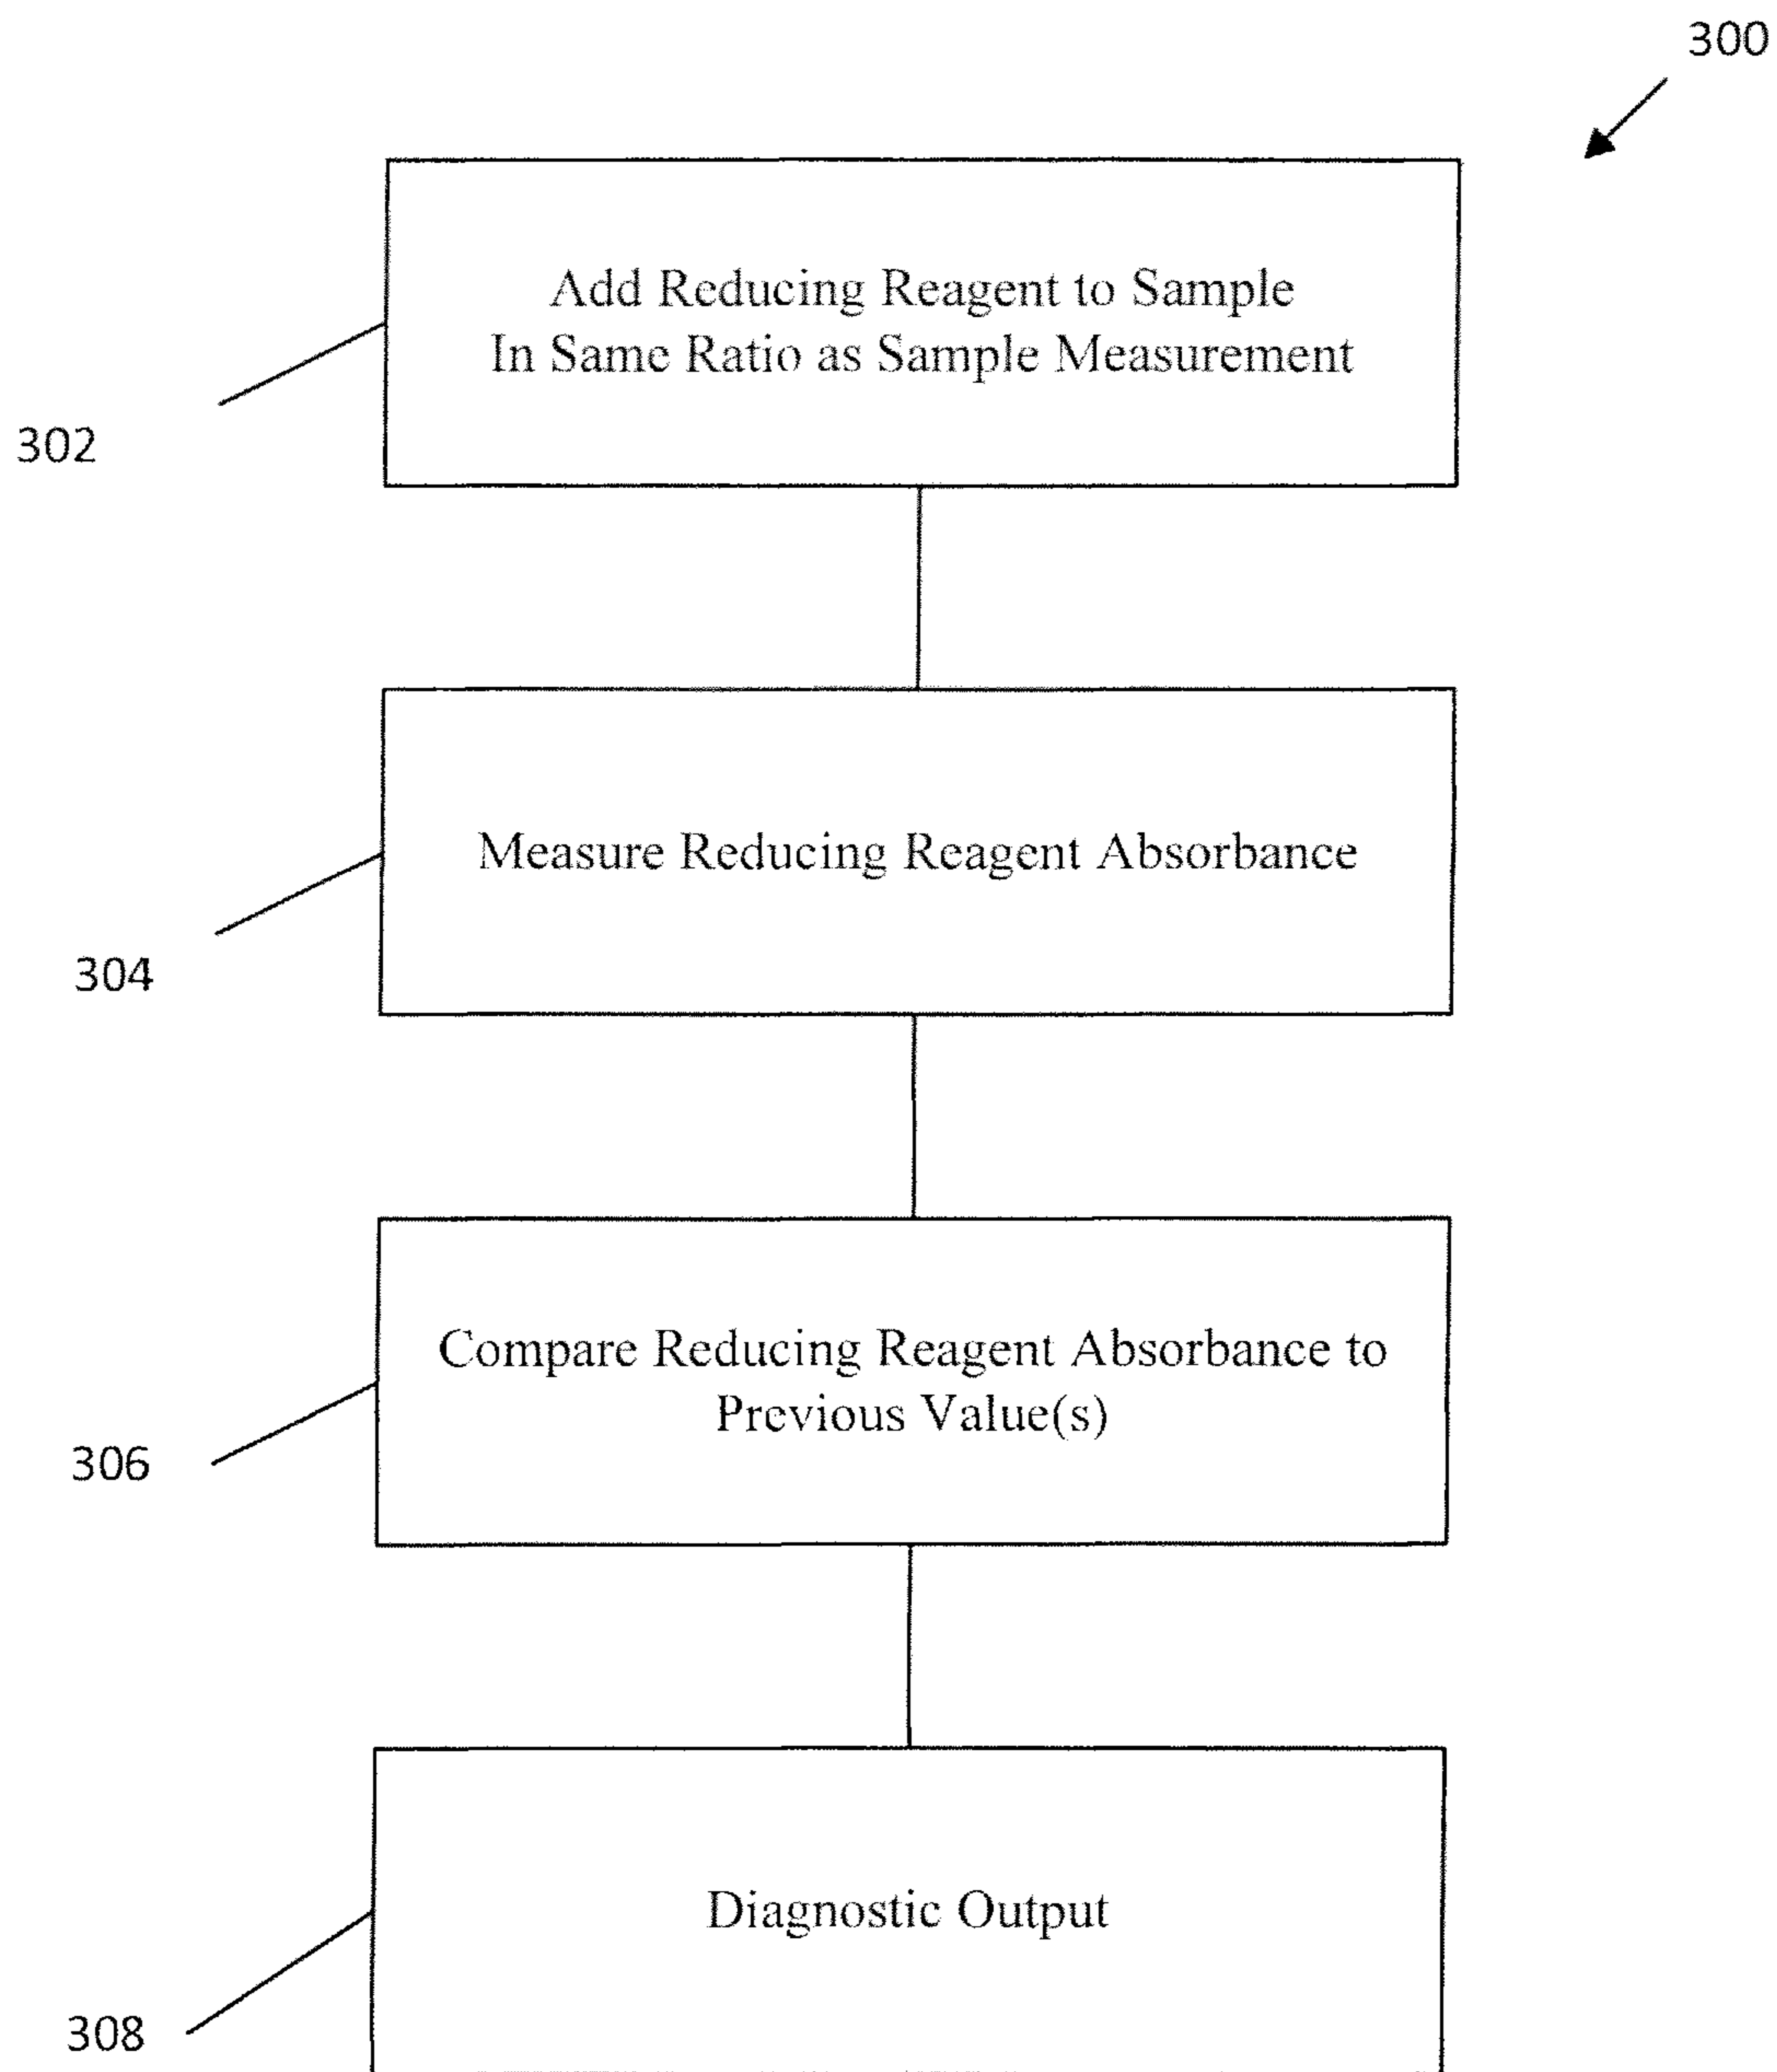 300
Add Reducing Reagent to Sample
In Same Ratio as Sample Measurement
302
Measure Reducing Reagent Absorbance
304
Compare Reducing Reagent Absorbance to
Previous Value(s)
306
Diagnostic Output
308